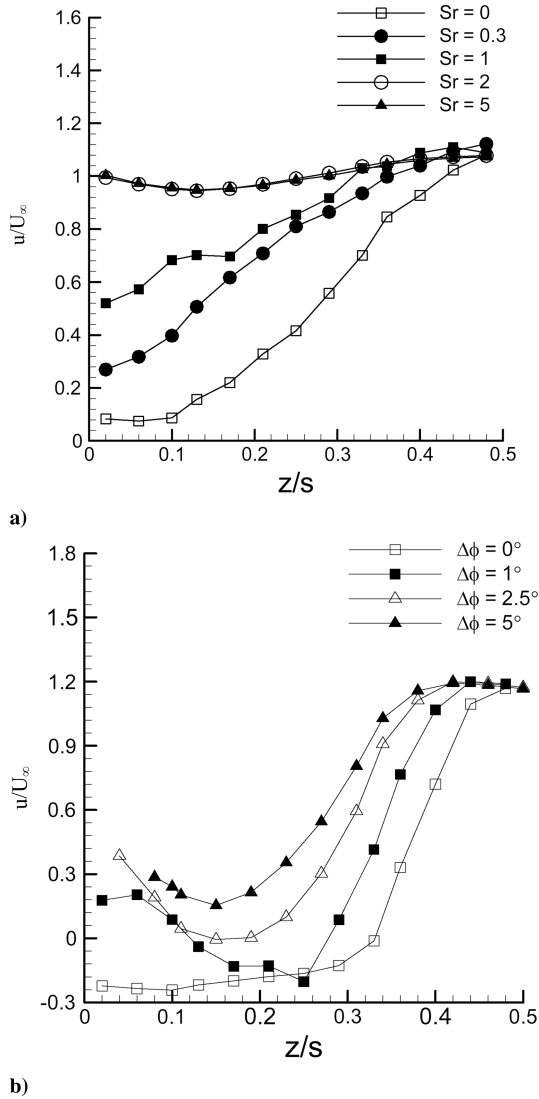 1.6
1.4
1.2
1
0.8
0.6
0.4
0.2
0
u/U∞
Sr = 0
Sr = 0.3
Sr = 1
Sr = 2
Sr = 5
0 0.1 0.2 0.3 0.4 0.5
z/s
a)
1.8
1.5
1.2
0.9
0.6
0.3
0
-0.3
u/U∞
Δϕ = 0°
Δϕ = 1°
Δϕ = 2.5°
Δϕ = 5°
0 0.1 0.2 0.3 0.4 0.5
z/s
b)